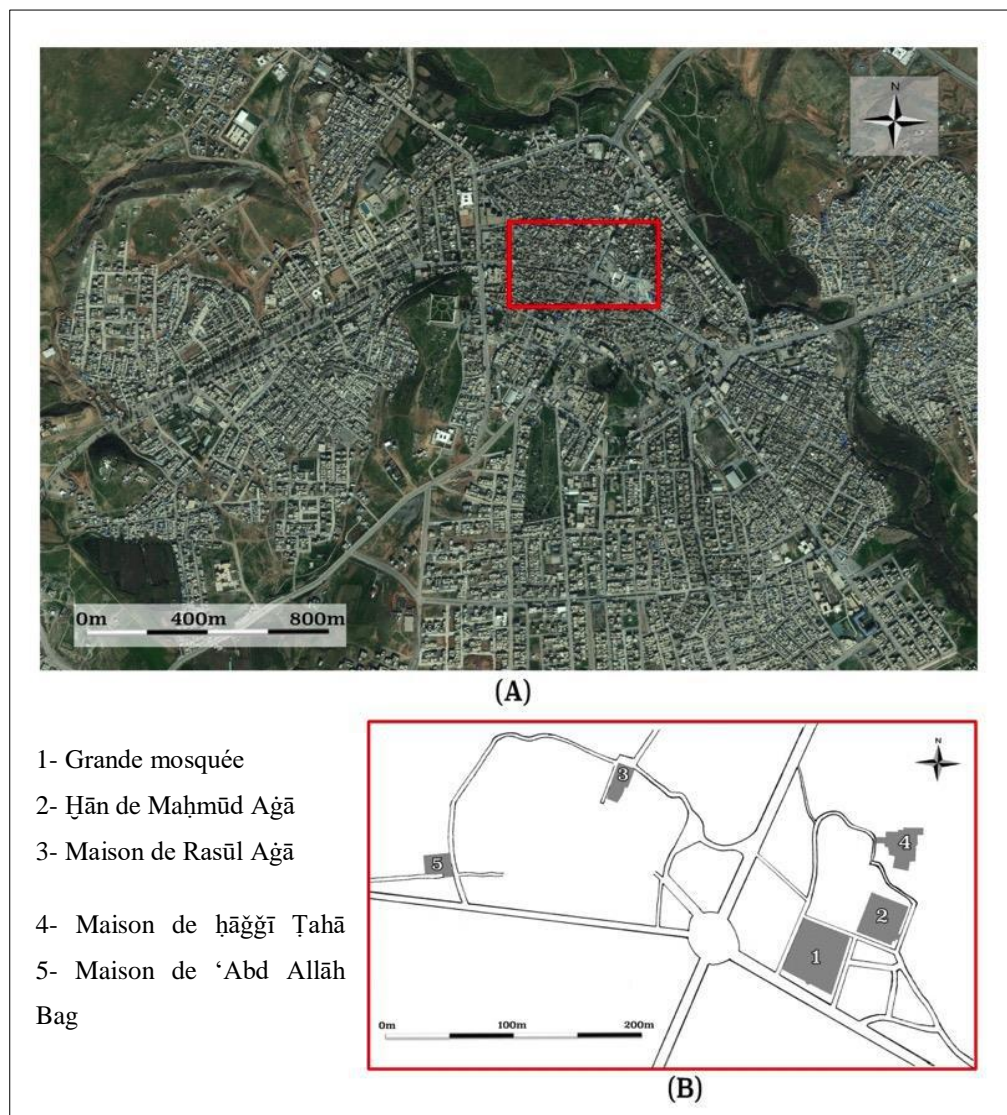 N
0m 400m 800m
(A)
1- Grande mosquée
2- Ḫān de Maḥmūd Aġā
3- Maison de Rasūl Aġā
4- Maison de ḥāǧǧī Ṭahā
5- Maison de ‘Abd Allāh
Bag
N
3
4
5
2
1
0m 100m 200m
(B)